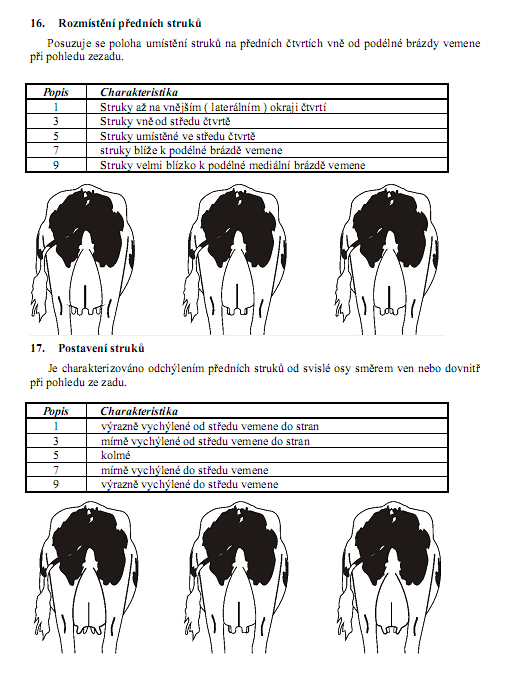 16. Rozmístění předních struků
Posuzuje se poloha umístění struků na předních čtvrtích vně od podélné brázdy vemene
při pohledu zezadu.
Popis Charakteristika
1 Struky až na vnějším ( laterálním ) okraji čtvrtí
3 Struky vně od středu čtvrtě
5 Struky umístěné ve středu čtvrtě
7 struky blíže k podélné brázdě vemene
9 Struky velmi blízko k podélné mediální brázdě vemene
17. Postavení struků
Je charakterizováno odchýlením předních struků od svislé osy směrem ven nebo dovnitř
při pohledu ze zadu.
Popis Charakteristika
1 výrazně vychýlené od středu vemene do stran
3 mírně vychýlené od středu vemene do stran
5 kolmé
7 mírně vychýlené do středu vemene
9 výrazně vychýlené do středu vemene